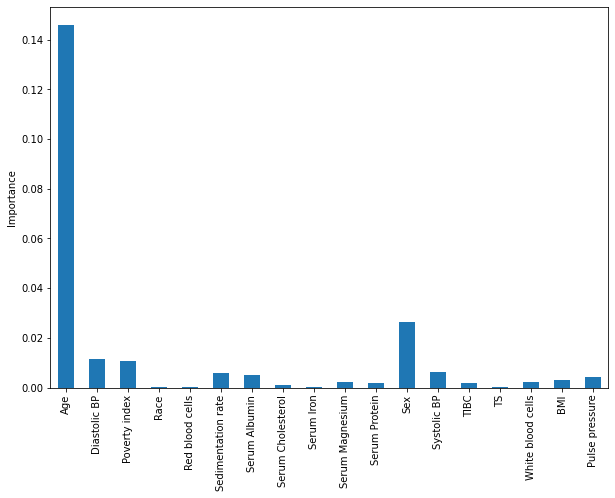 0.14
0.12
0.10
0.08
0.06
0.04
0.02
0.00
Importance
Age
Diastolic BP
Poverty index
Race
Red blood cells
Sedimentation rate
Serum Albumin
Serum Cholesterol
Serum Iron
Serum Magnesium
Serum Protein
Sex
Systolic BP
TIBC
TS
White blood cells
BMI
Pulse pressure